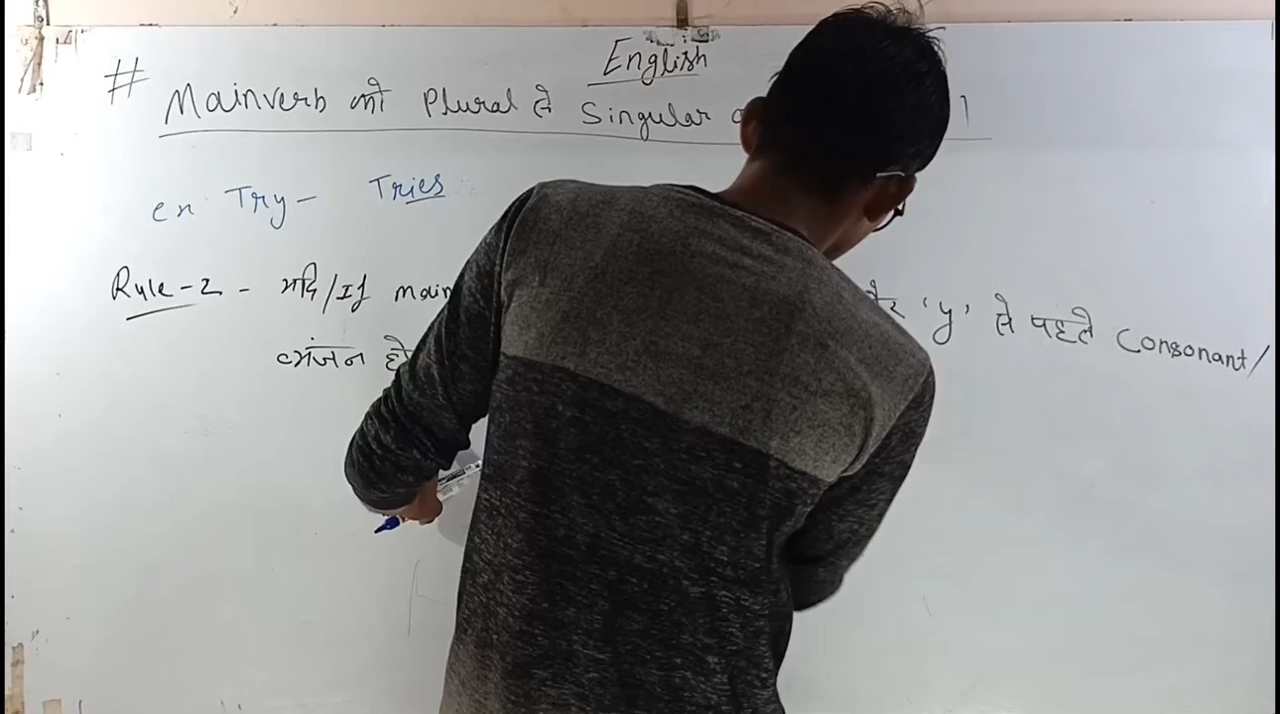 English
# Mainverb को Plural से Singular
ex Try - Tries
Rule-2 - यदि/If main 'y' से पहले Consonant/
व्यंजन हो